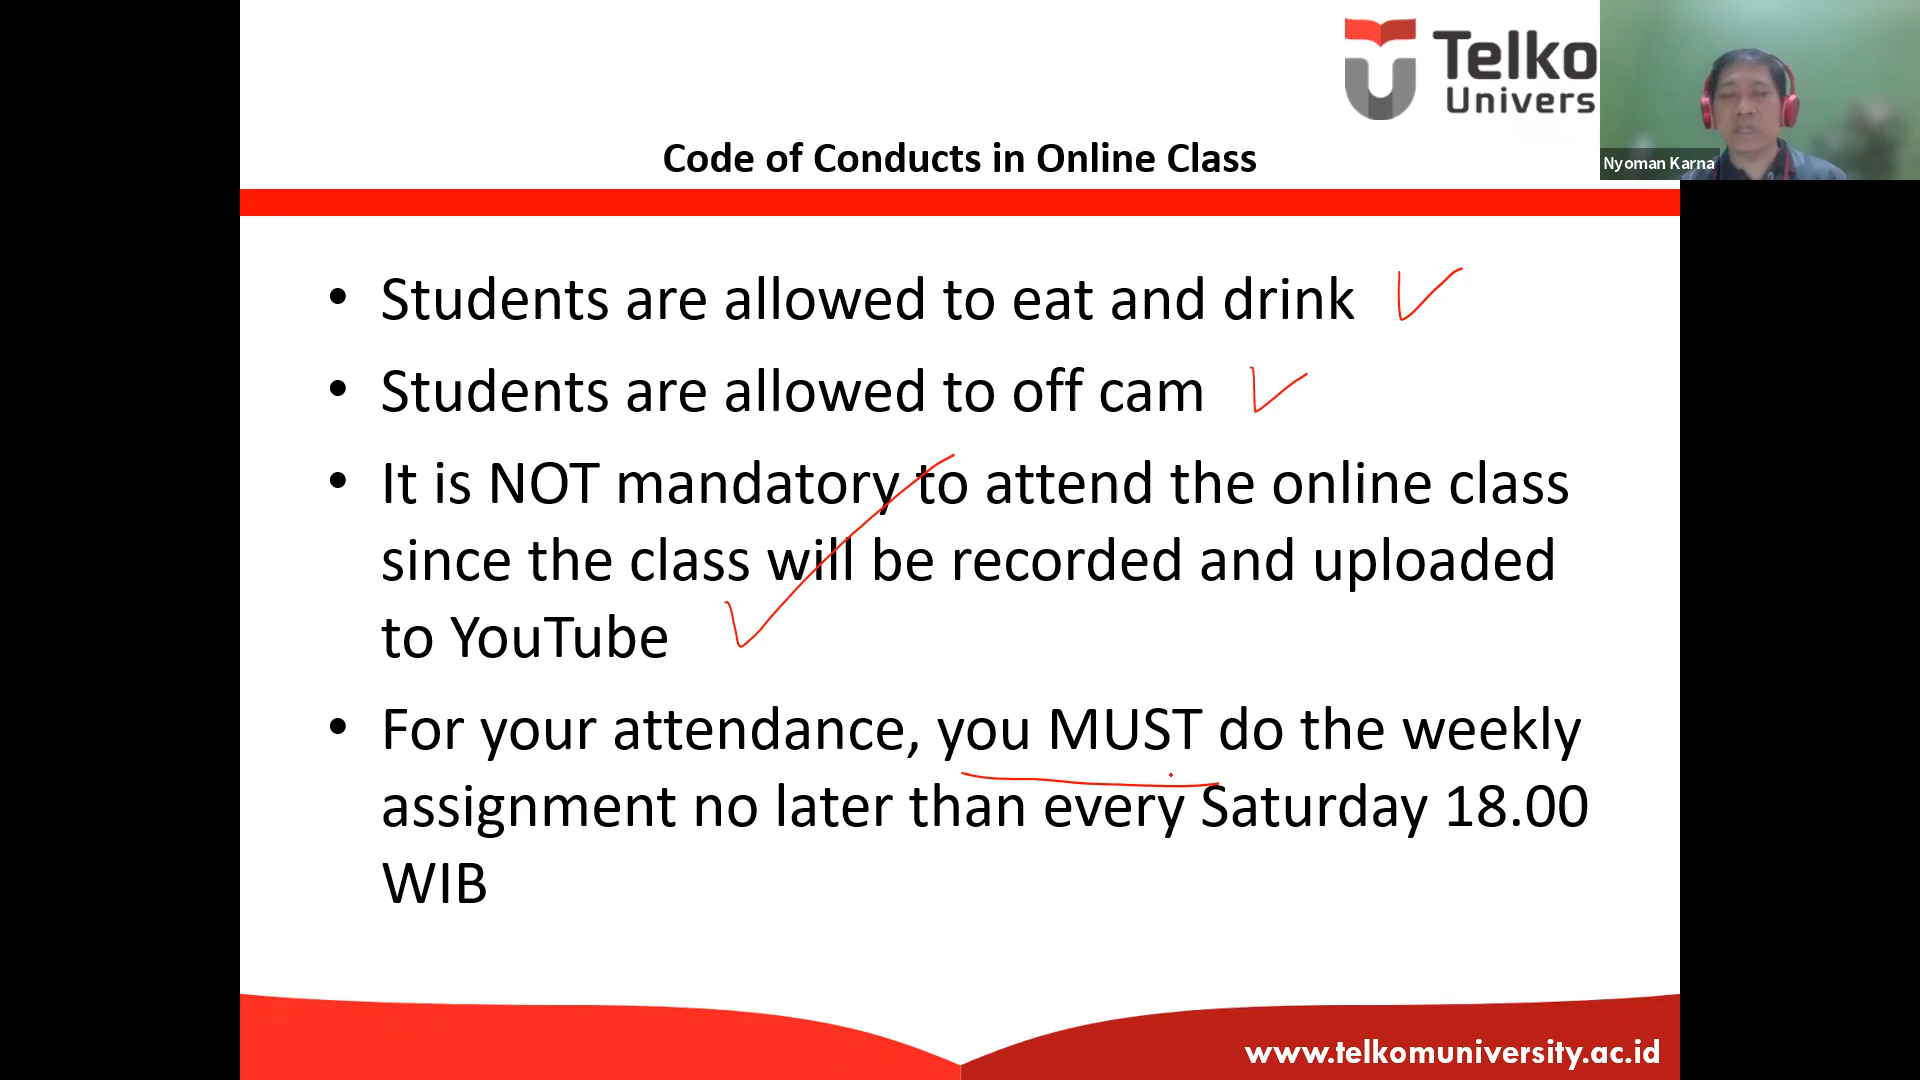 Telko
Univers
Nyoman Karna
Code of Conducts in Online Class
• Students are allowed to eat and drink
• Students are allowed to off cam
• It is NOT mandatory to attend the online class
since the class will be recorded and uploaded
to YouTube
• For your attendance, you MUST do the weekly
assignment no later than every Saturday 18.00
WIB
www.telkomuniversity.ac.id